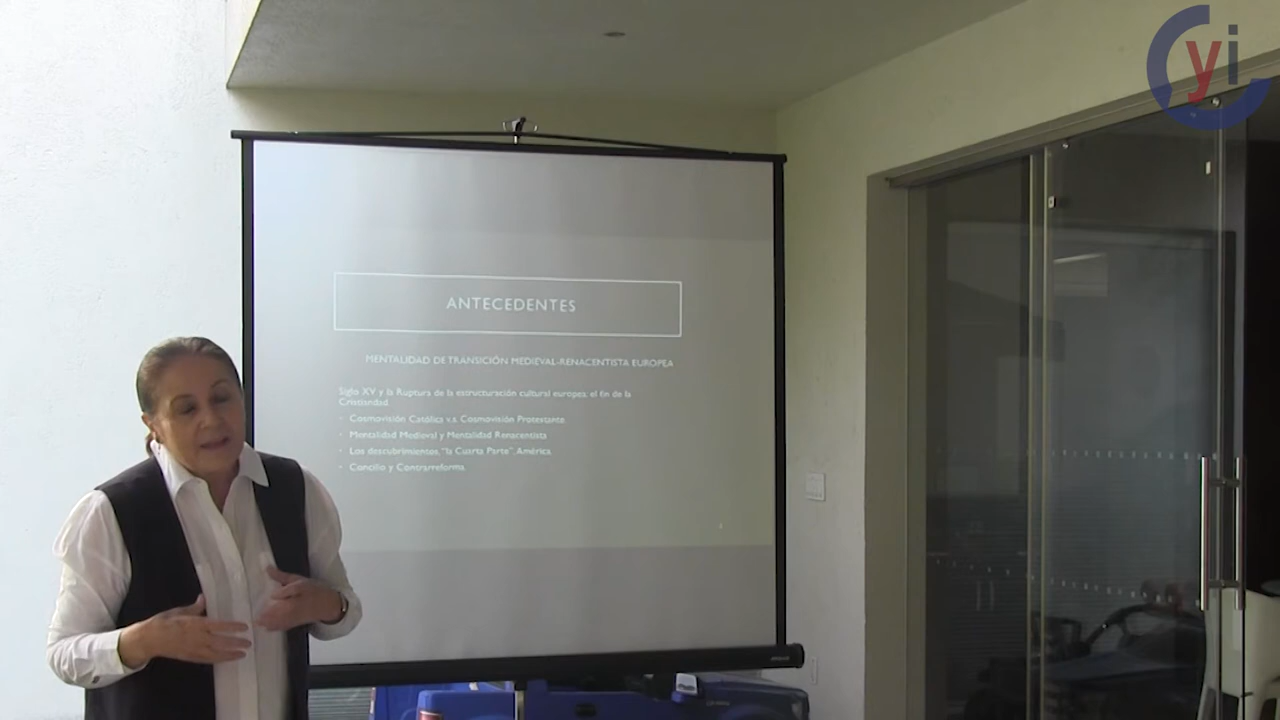 yi
ANTECEDENTES
MENTALIDAD DE TRANSICIÓN MEDIEVAL-RENACENTISTA EUROPEA
Siglo XV y la Ruptura de la estructuración cultural europea, el fin de la
Cristiandad.
• Cosmovisión Católica v.s. Cosmovisión Protestante
• Mentalidad Medieval y Mentalidad Renacentista
• Los descubrimientos, "la Cuarta Parte", América.
• Concilio y Contrarreforma.